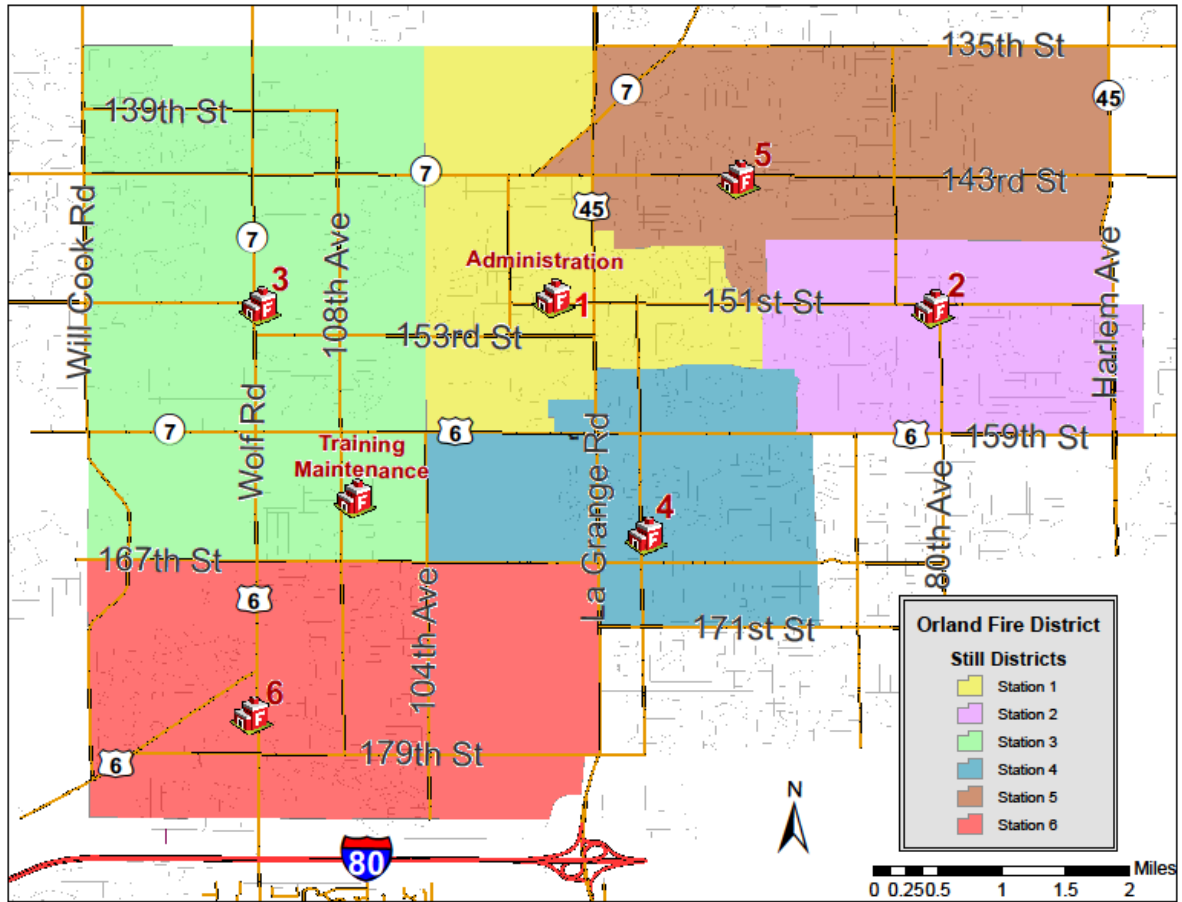 135th St
7
45
139th St
5
7
143rd St
Will Cook Rd
45
7
108th Ave
Administration
Harlem Ave
3
1
151st St
2
153rd St
7
6
La Grange Rd
6
159th St
Wolf Rd
Training
Maintenance
80th Ave
4
167th St
6
104th Ave
171st St
6
179th St
6
Orland Fire District
Still Districts
Station 1
Station 2
Station 3
Station 4
Station 5
Station 6
N
80
Miles
0 0.25 0.5 1 1.5 2
F
F
F
F
F
F
F